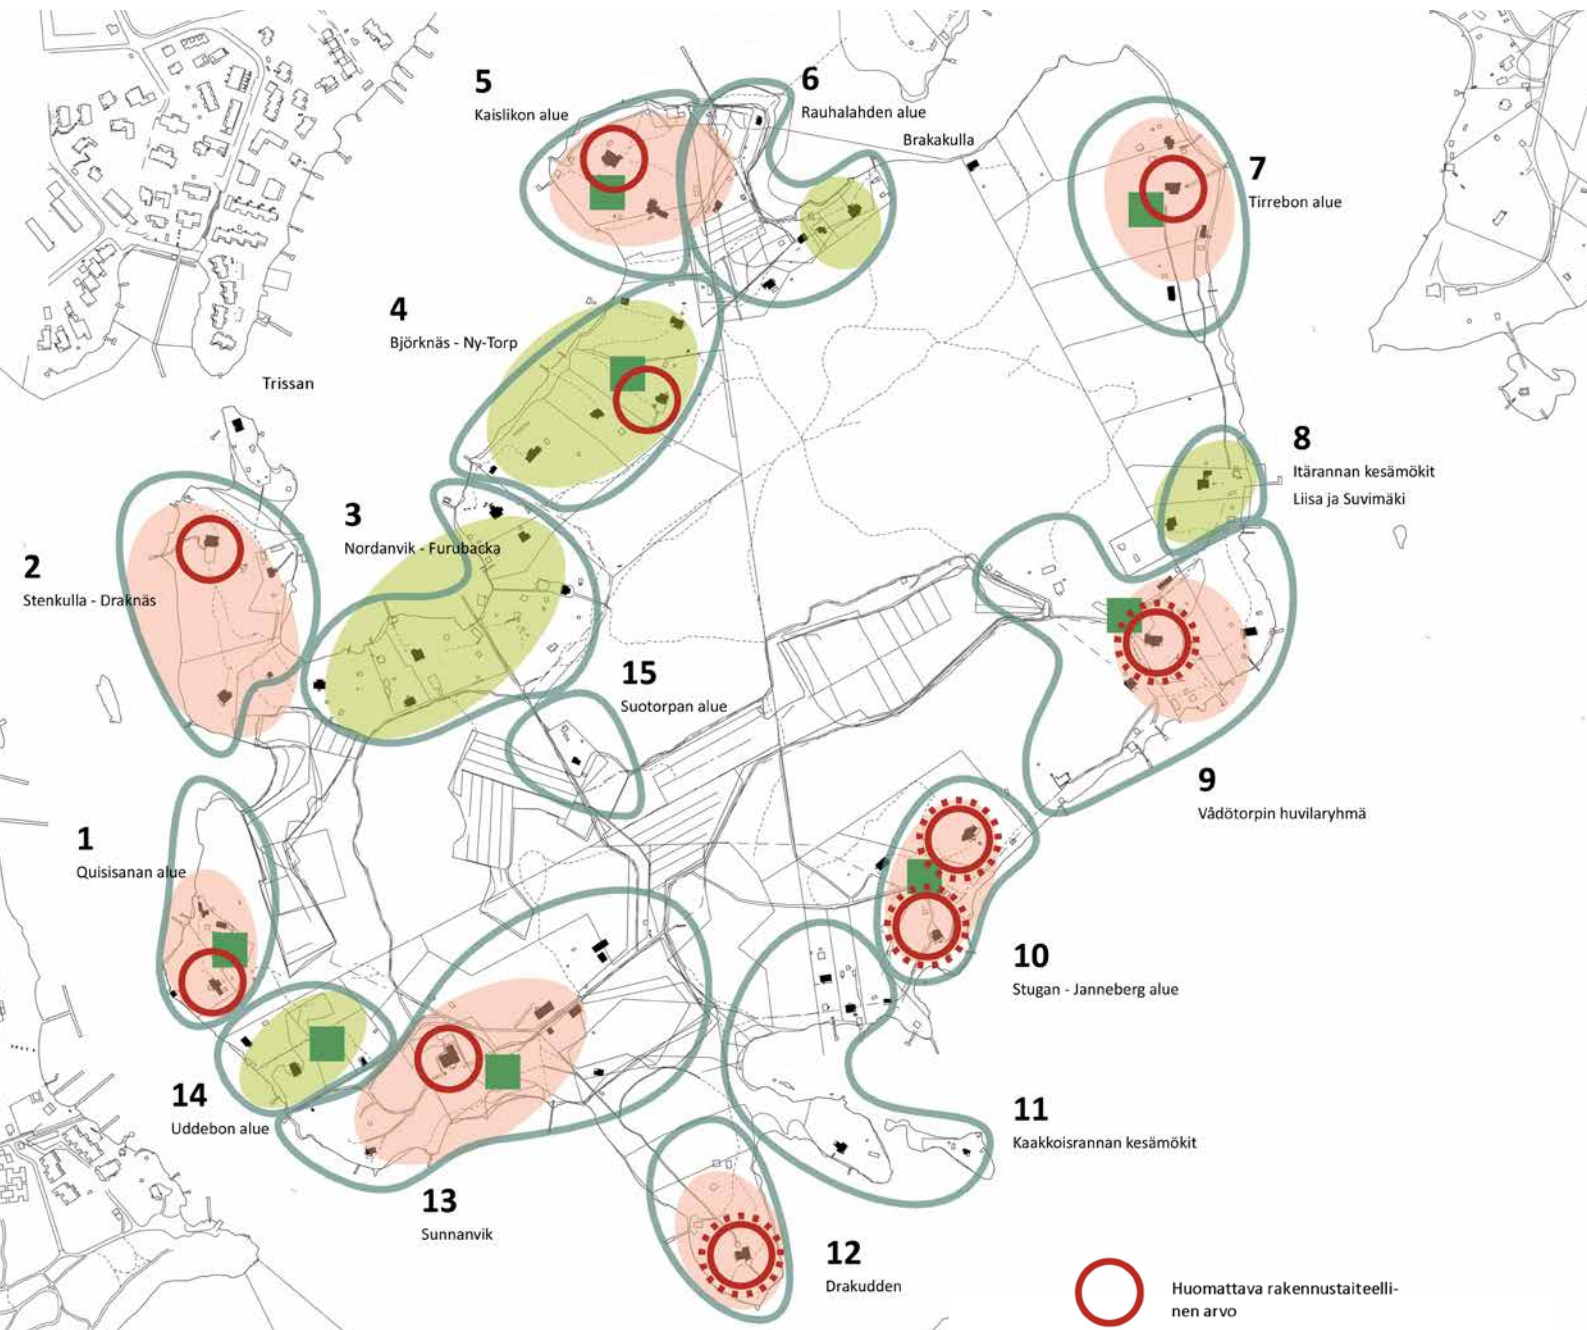 5
Kaislikon alue
6
Rauhalahden alue
Brakakulla
7
Tirrebon alue
4
Björknäs - Ny-Torp
Trissan
8
Itärannan kesämökit
Liisa ja Suvimäki
3
Nordanvik - Furubacka
2
Stenkulla - Draknäs
15
Suotorpan alue
9
Vådötorpin huvilaryhmä
1
Quisisanan alue
10
Stugan - Janneberg alue
14
Uddebon alue
11
Kaakkoisrannan kesämökit
13
Sunnanvik
12
Drakudden
Huomattava rakennustaiteelli-
nen arvo